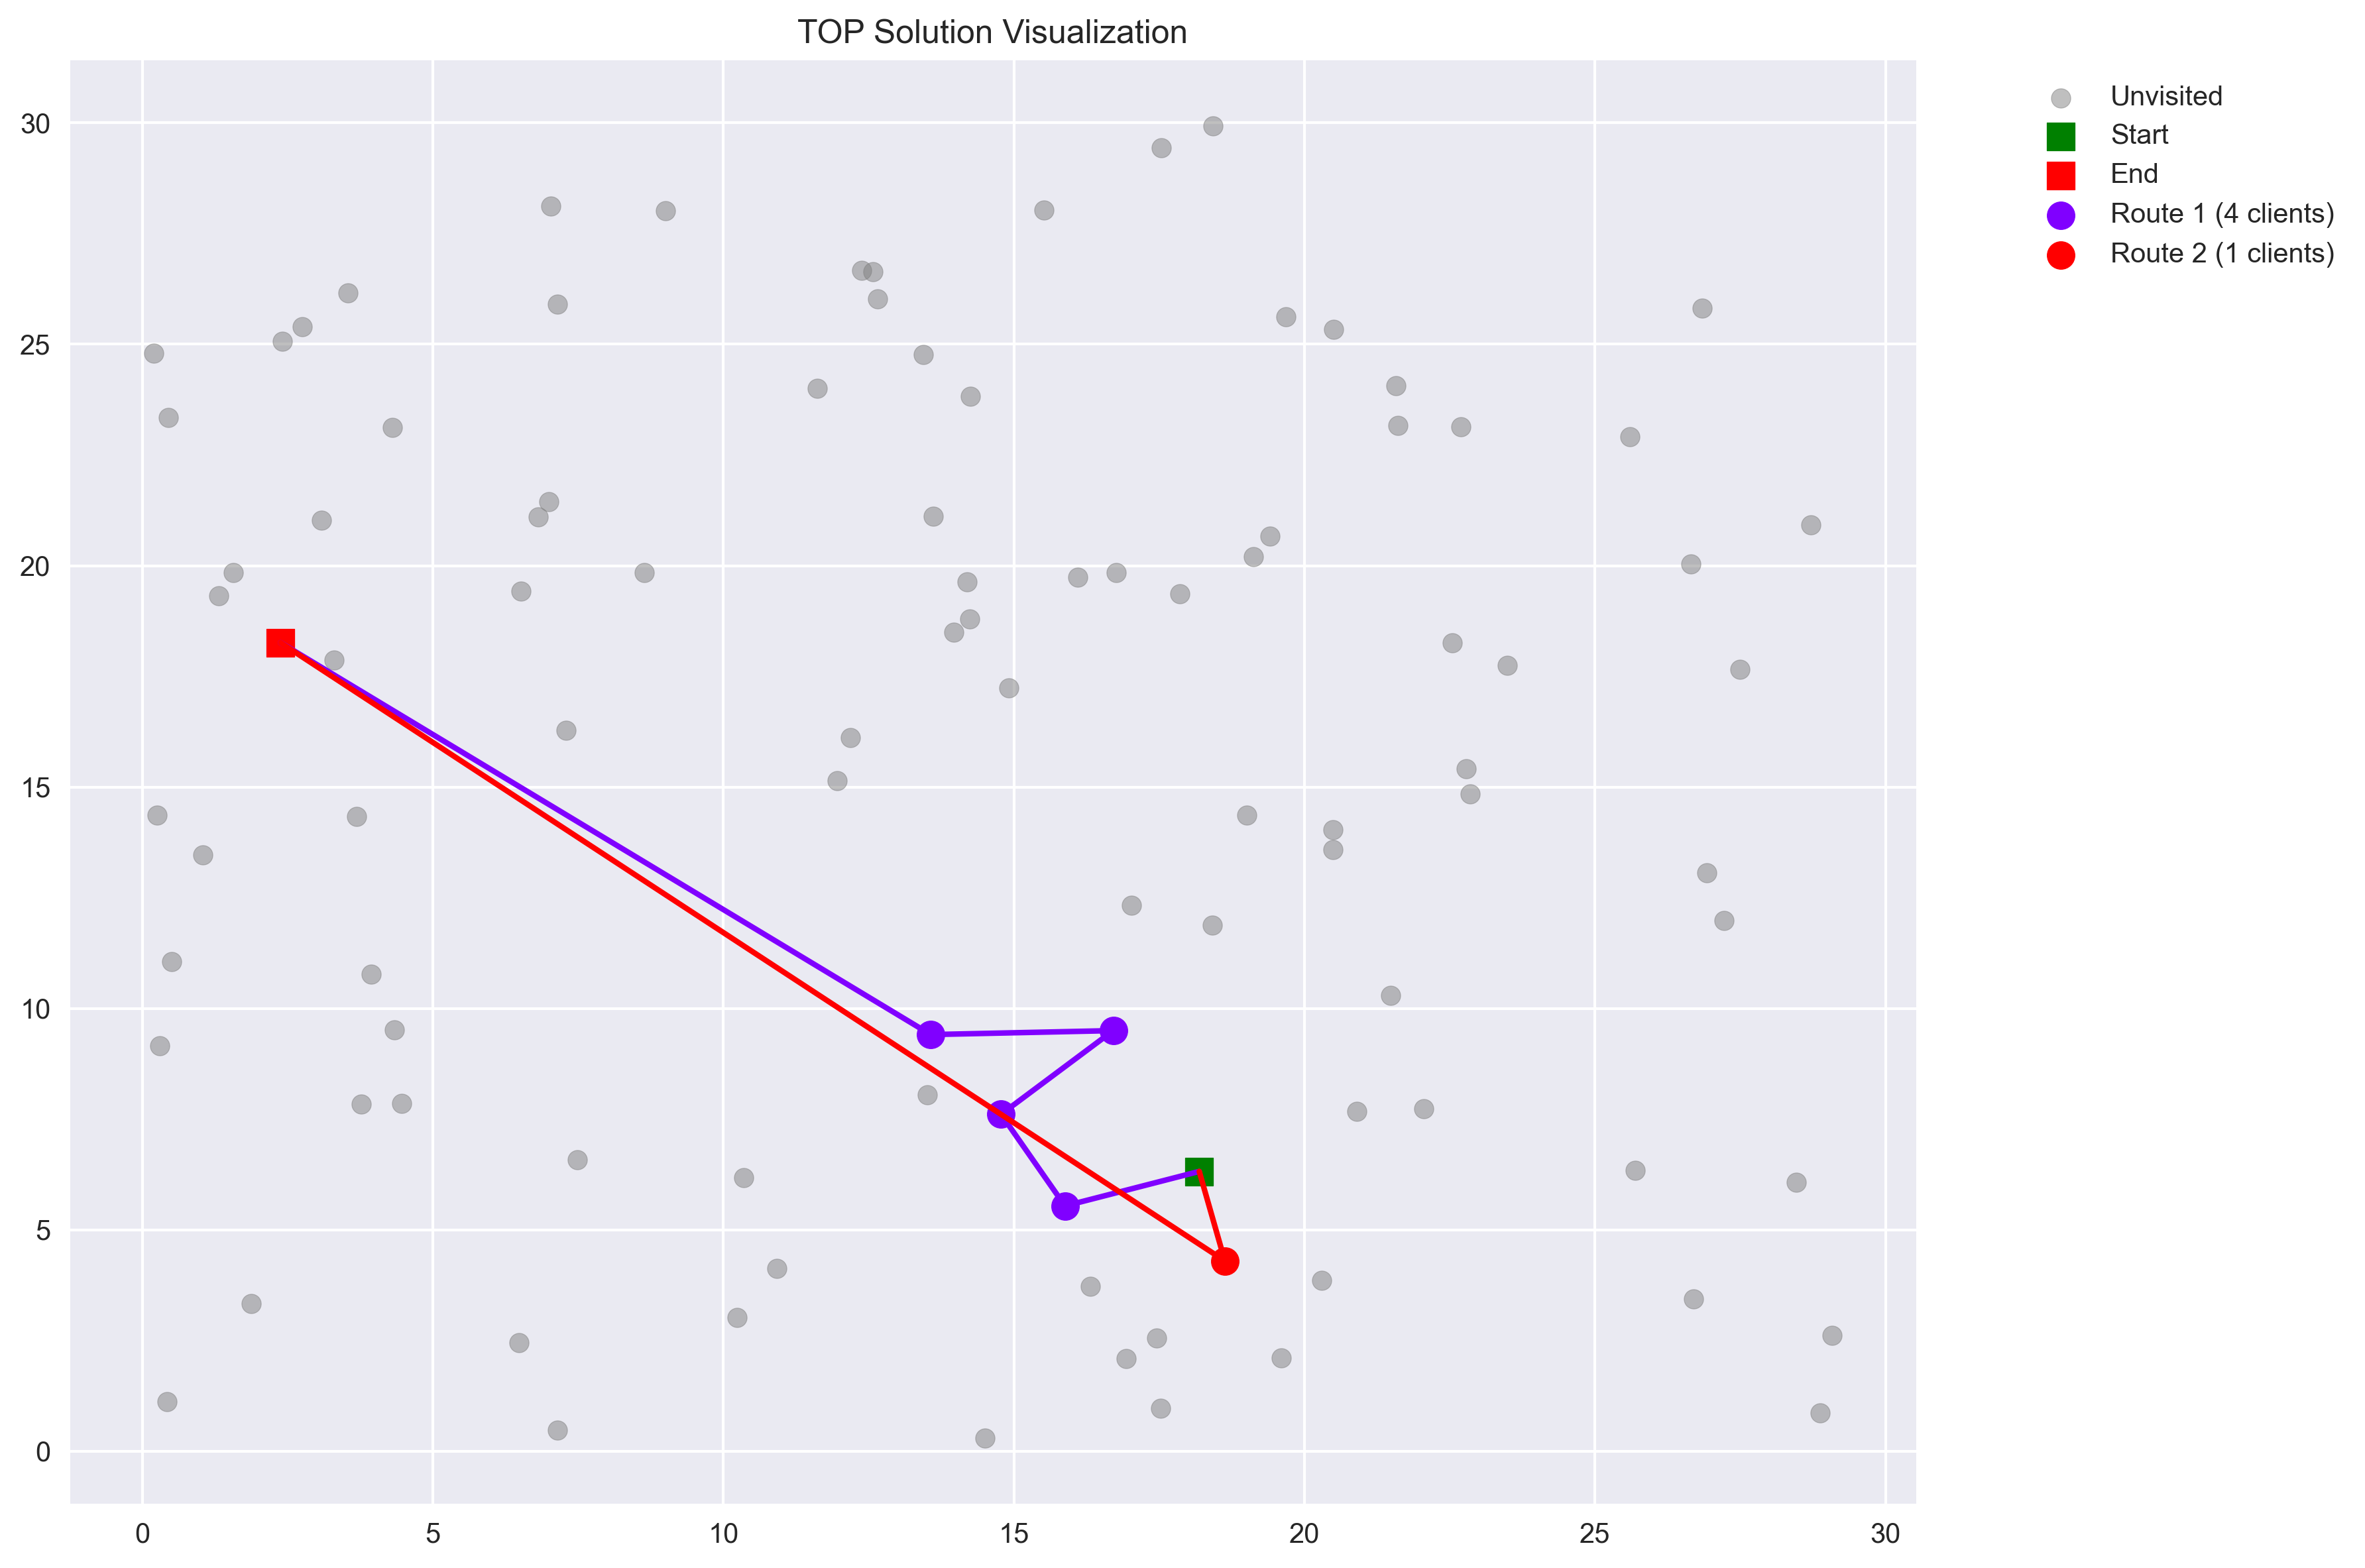 TOP Solution Visualization
30
25
20
15
10
5
0
0 5 10 15 20 25 30
Unvisited
Start
End
Route 1 (4 clients)
Route 2 (1 clients)